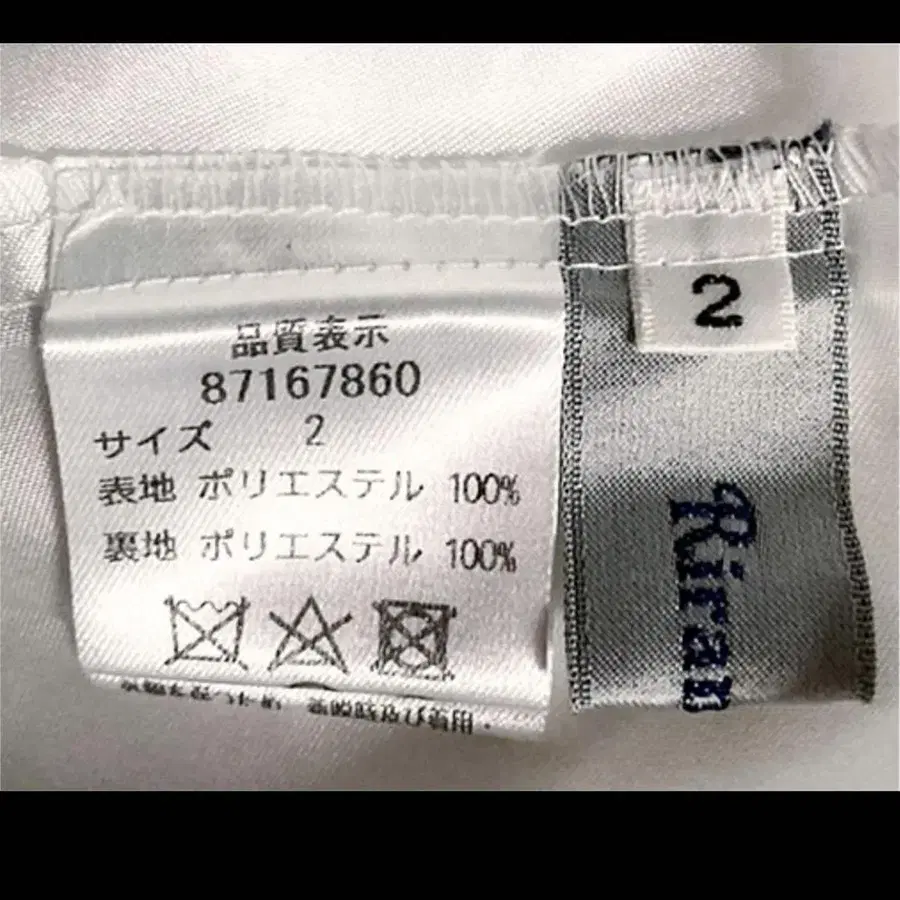 品質表示
87167860
サイズ 2
表地 ポリエステル 100%
裏地 ポリエステル 100%
2
Riran